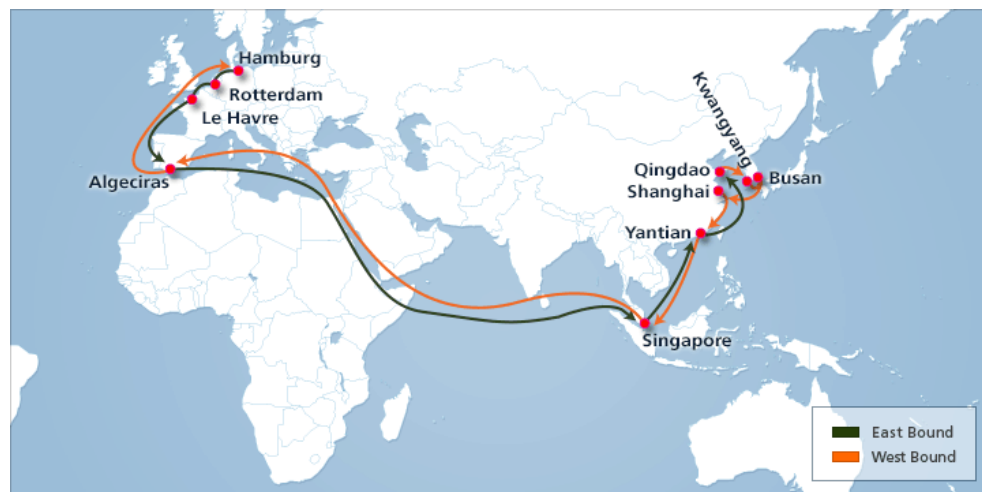 Hamburg
Rotterdam
Le Havre
Algeciras
Kwangyang
Qingdao
Busan
Shanghai
Yantian
Singapore
East Bound
West Bound